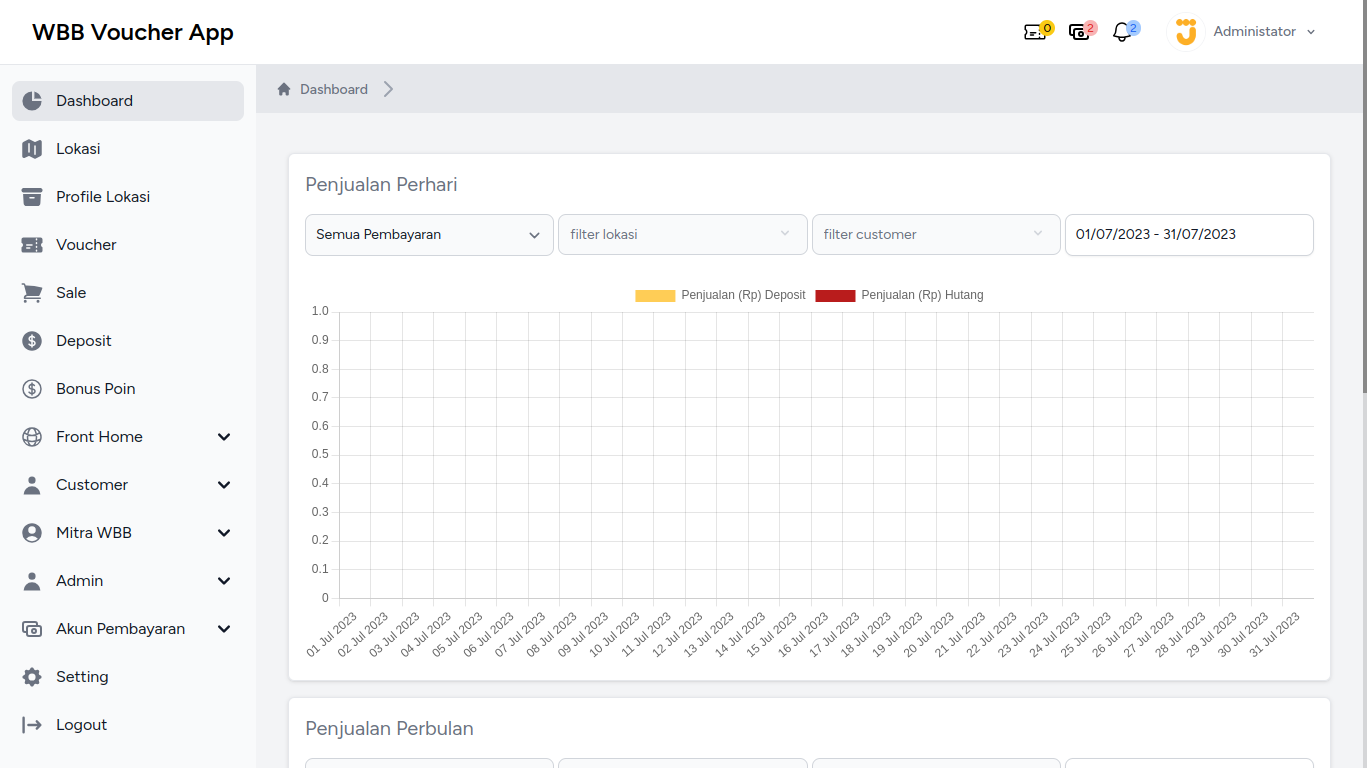 WBB Voucher App
0
2
2
Administator
Dashboard
Lokasi
Profile Lokasi
Voucher
Sale
Deposit
Bonus Poin
Front Home
Customer
Mitra WBB
Admin
Akun Pembayaran
Setting
Logout
Dashboard
Penjualan Perhari
Semua Pembayaran
filter lokasi
filter customer
01/07/2023 - 31/07/2023
Penjualan (Rp) Deposit
Penjualan (Rp) Hutang
1.0
0.9
0.8
0.7
0.6
0.5
0.4
0.3
0.2
0.1
0
01 Jul 2023
02 Jul 2023
03 Jul 2023
04 Jul 2023
05 Jul 2023
06 Jul 2023
07 Jul 2023
08 Jul 2023
09 Jul 2023
10 Jul 2023
11 Jul 2023
12 Jul 2023
13 Jul 2023
14 Jul 2023
15 Jul 2023
16 Jul 2023
17 Jul 2023
18 Jul 2023
19 Jul 2023
20 Jul 2023
21 Jul 2023
22 Jul 2023
23 Jul 2023
24 Jul 2023
25 Jul 2023
26 Jul 2023
27 Jul 2023
28 Jul 2023
29 Jul 2023
30 Jul 2023
31 Jul 2023
Penjualan Perbulan